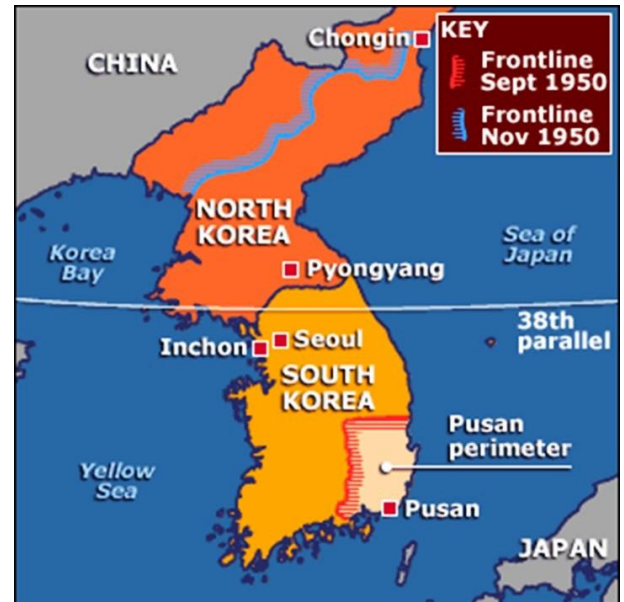 KEY
Frontline
Sept 1950
Frontline
Nov 1950
Chongin
CHINA
NORTH
KOREA
Korea
Bay
Sea of
Japan
Pyongyang
38th
parallel
Inchon
Seoul
SOUTH
KOREA
Pusan
perimeter
Yellow
Sea
Pusan
JAPAN